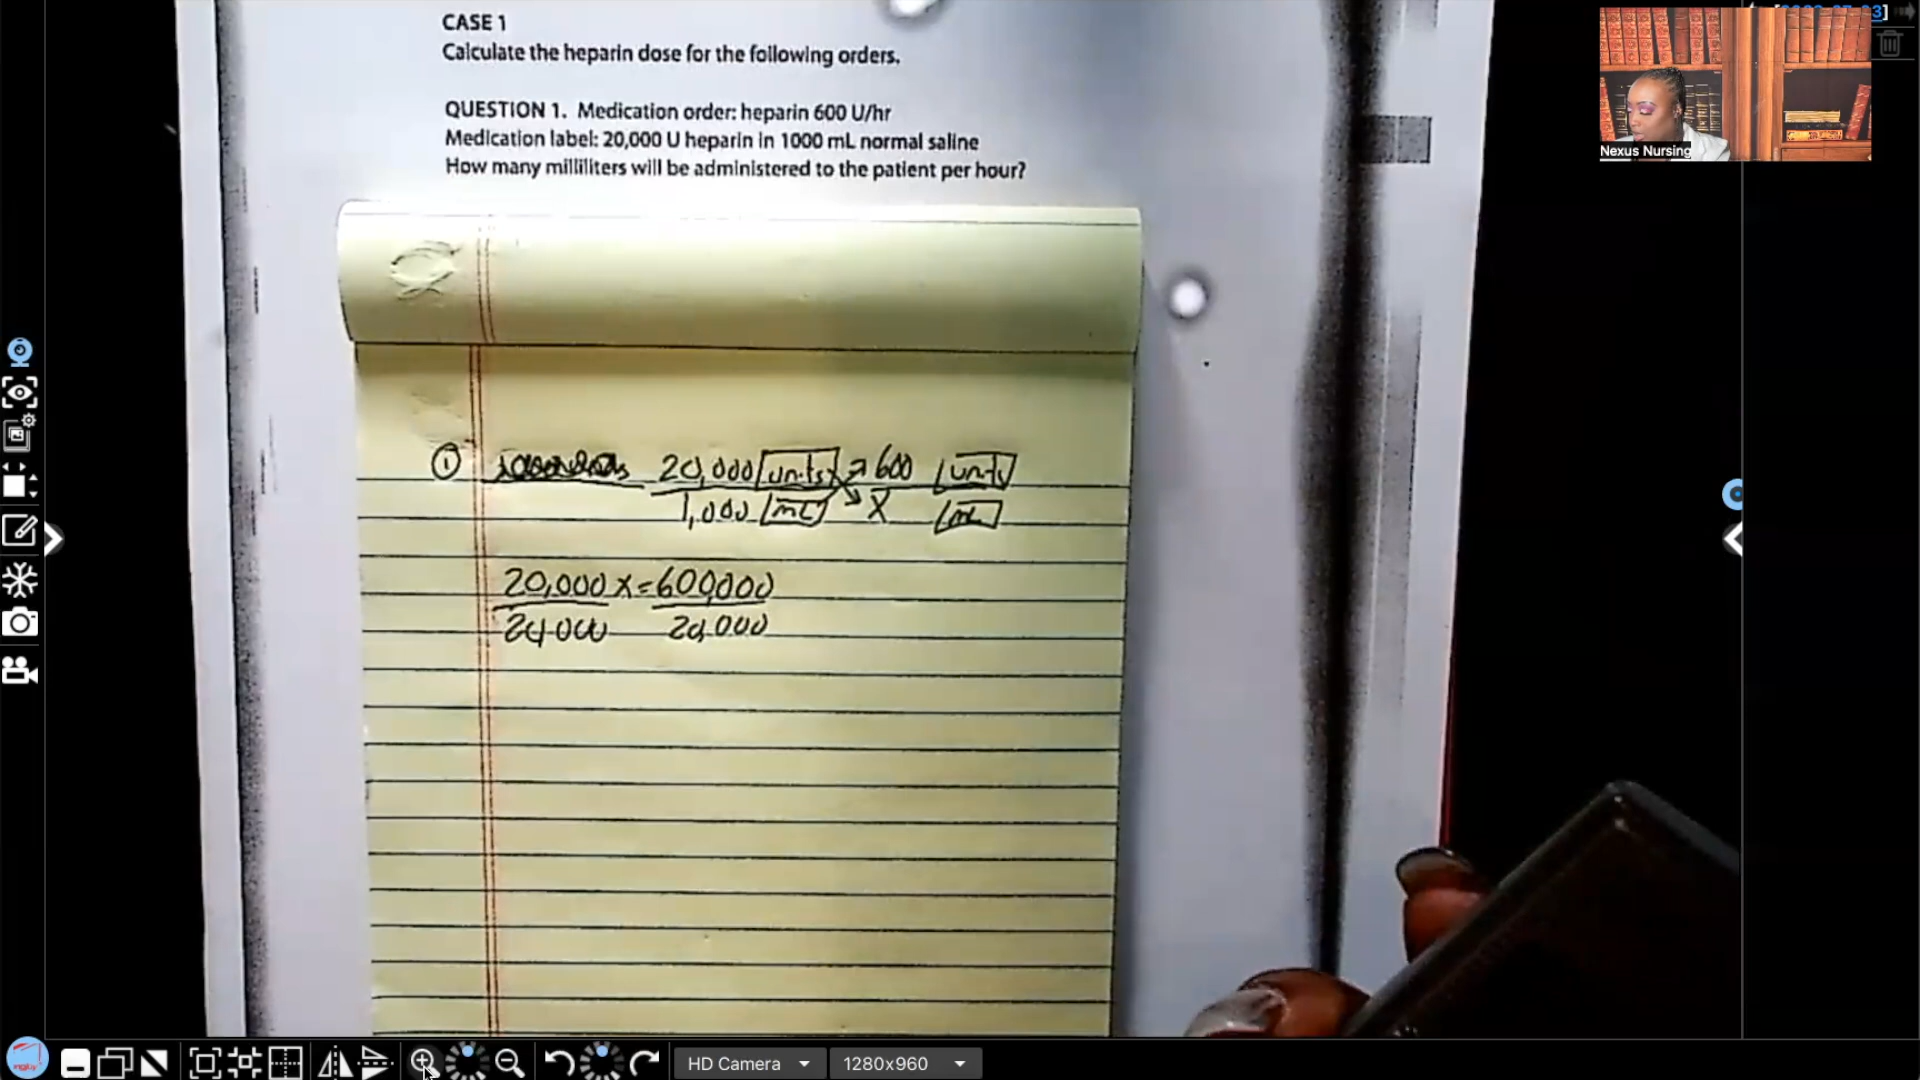 CASE 1
Calculate the heparin dose for the following orders.
QUESTION 1. Medication order: heparin 600 U/hr
Medication label: 20,000 U heparin in 1000 mL normal saline
How many milliliters will be administered to the patient per hour?
Nexus Nursing
① 20,000 units 600 units
1,000 mL X mL
20,000 X = 600,000
20,000 20,000
HD Camera
1280x960